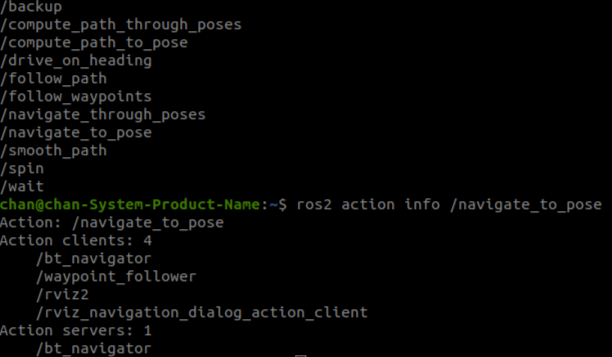 /backup
/compute_path_through_poses
/compute_path_to_pose
/drive_on_heading
/follow_path
/follow_waypoints
/navigate_through_poses
/navigate_to_pose
/smooth_path
/spin
/wait
chan@chan-System-Product-Name:~$ ros2 action info /navigate_to_pose
Action: /navigate_to_pose
Action clients: 4
    /bt_navigator
    /waypoint_follower
    /rviz2
    /rviz_navigation_dialog_action_client
Action servers: 1
    /bt_navigator